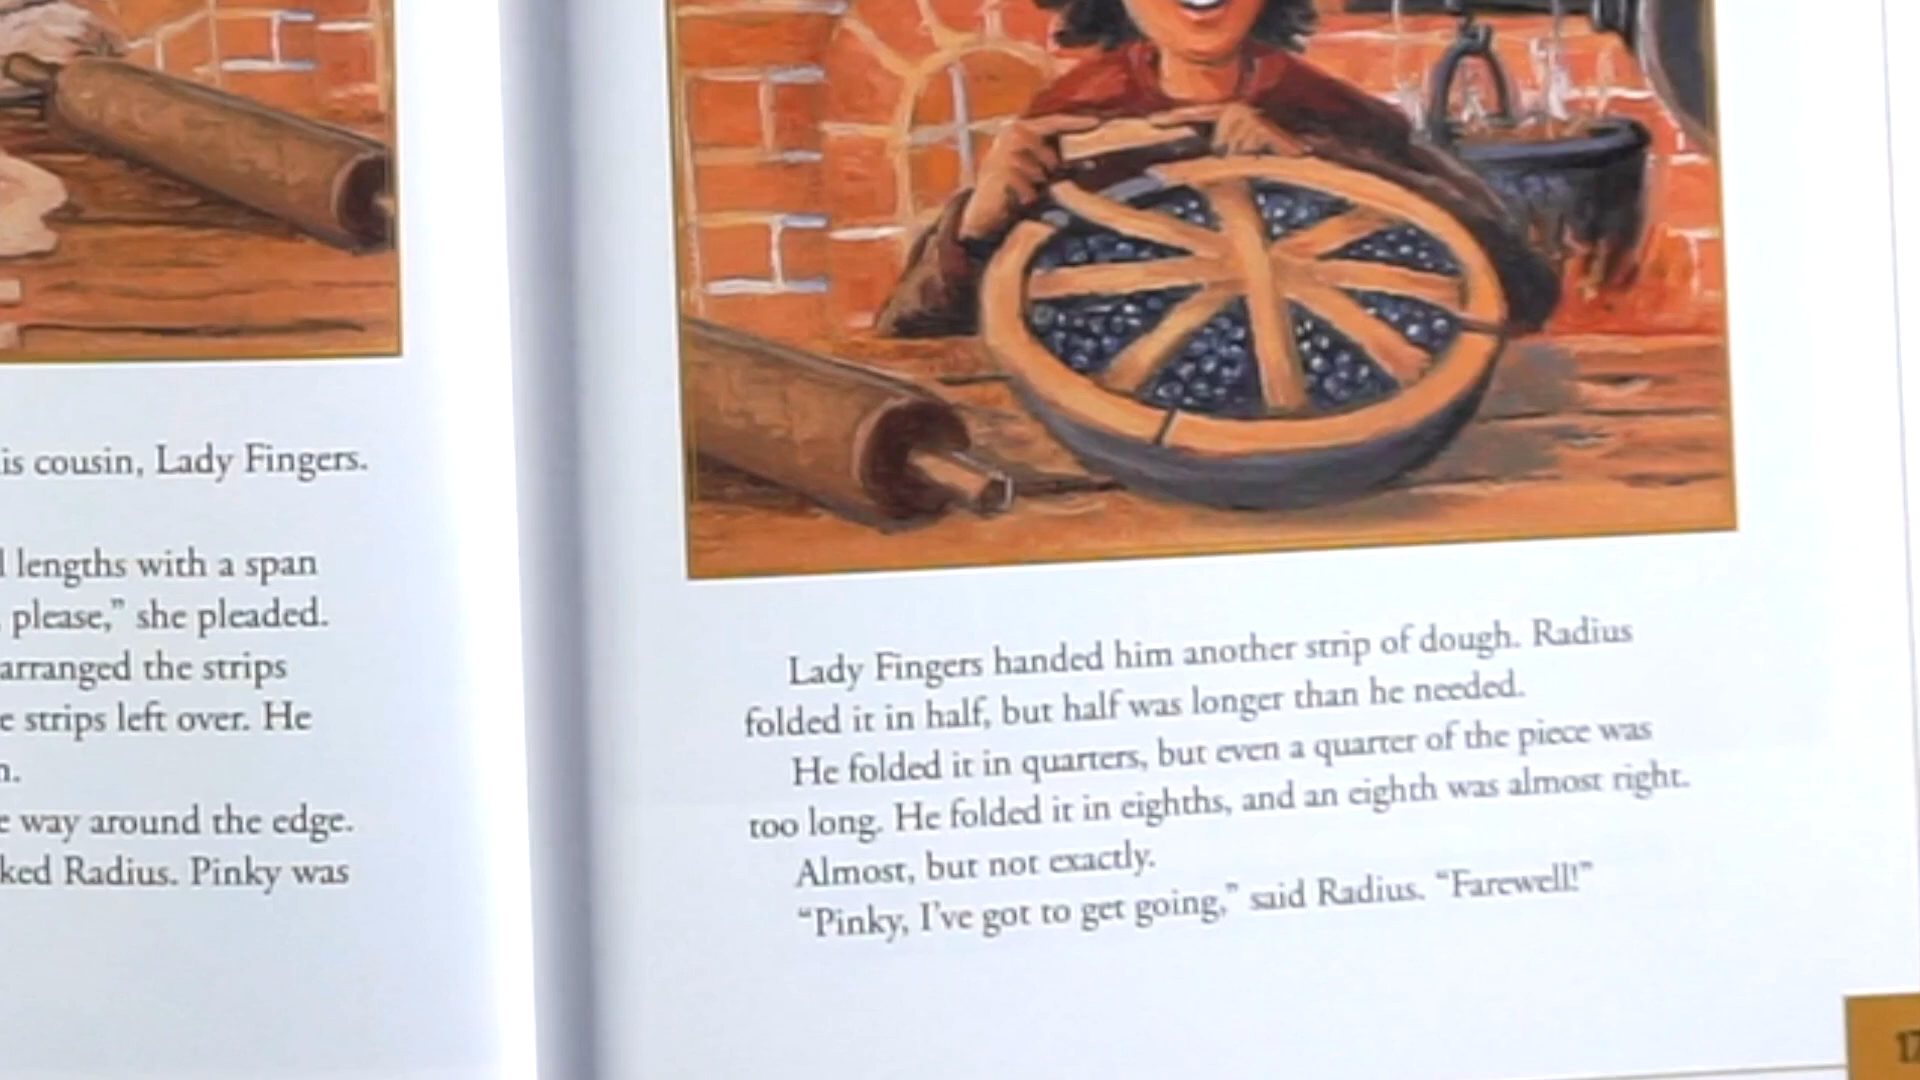 is cousin, Lady Fingers.
lengths with a span
please,” she pleaded.
arranged the strips
strips left over. He
way around the edge.
ked Radius. Pinky was
Lady Fingers handed him another strip of dough. Radius
folded it in half, but half was longer than he needed.
He folded it in quarters, but even a quarter of the piece was
too long. He folded it in eighths, and an eighth was almost right.
Almost, but not exactly.
“Pinky, I’ve got to get going,” said Radius. “Farewell!”
17